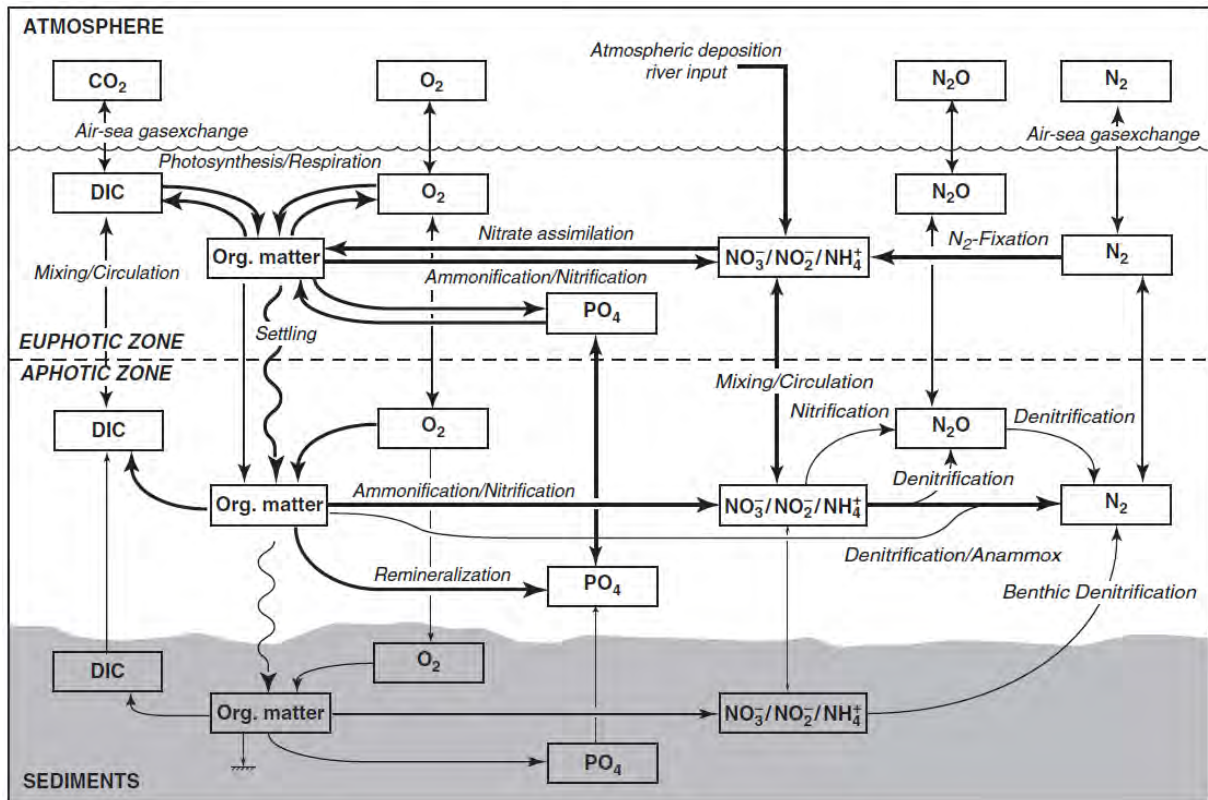 ATMOSPHERE
Atmospheric deposition
river input
CO₂
O₂
N₂O
N₂
Air-sea gasexchange
Air-sea gasexchange
Photosynthesis/Respiration
DIC
O₂
N₂O
Nitrate assimilation
N₂-Fixation
Org. matter
NO₃⁻/NO₂⁻/NH₄⁺
N₂
Mixing/Circulation
Ammonification/Nitrification
PO₄
Settling
EUPHOTIC ZONE
APHOTIC ZONE
Mixing/Circulation
Nitrification
Denitrification
DIC
O₂
N₂O
Ammonification/Nitrification
Denitrification
Org. matter
NO₃⁻/NO₂⁻/NH₄⁺
N₂
Denitrification/Anammox
Remineralization
PO₄
Benthic Denitrification
DIC
O₂
Org. matter
NO₃⁻/NO₂⁻/NH₄⁺
PO₄
SEDIMENTS